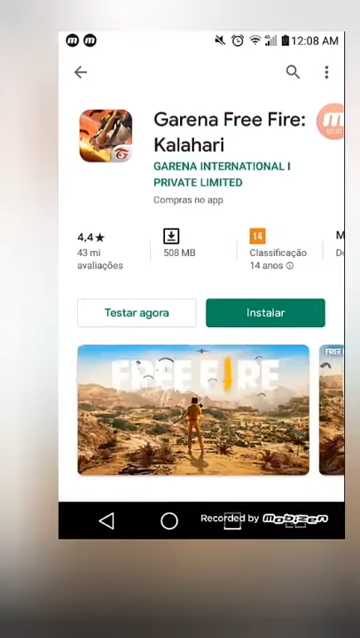 12:08 AM
Garena Free Fire:
Kalahari
GARENA INTERNATIONAL I
PRIVATE LIMITED
Compras no app
4,4★
43 mi
avaliações
508 MB
14
Classificação
14 anos
M
Testar agora
Instalar
FREE FIRE
FREE
Recorded by mobizen